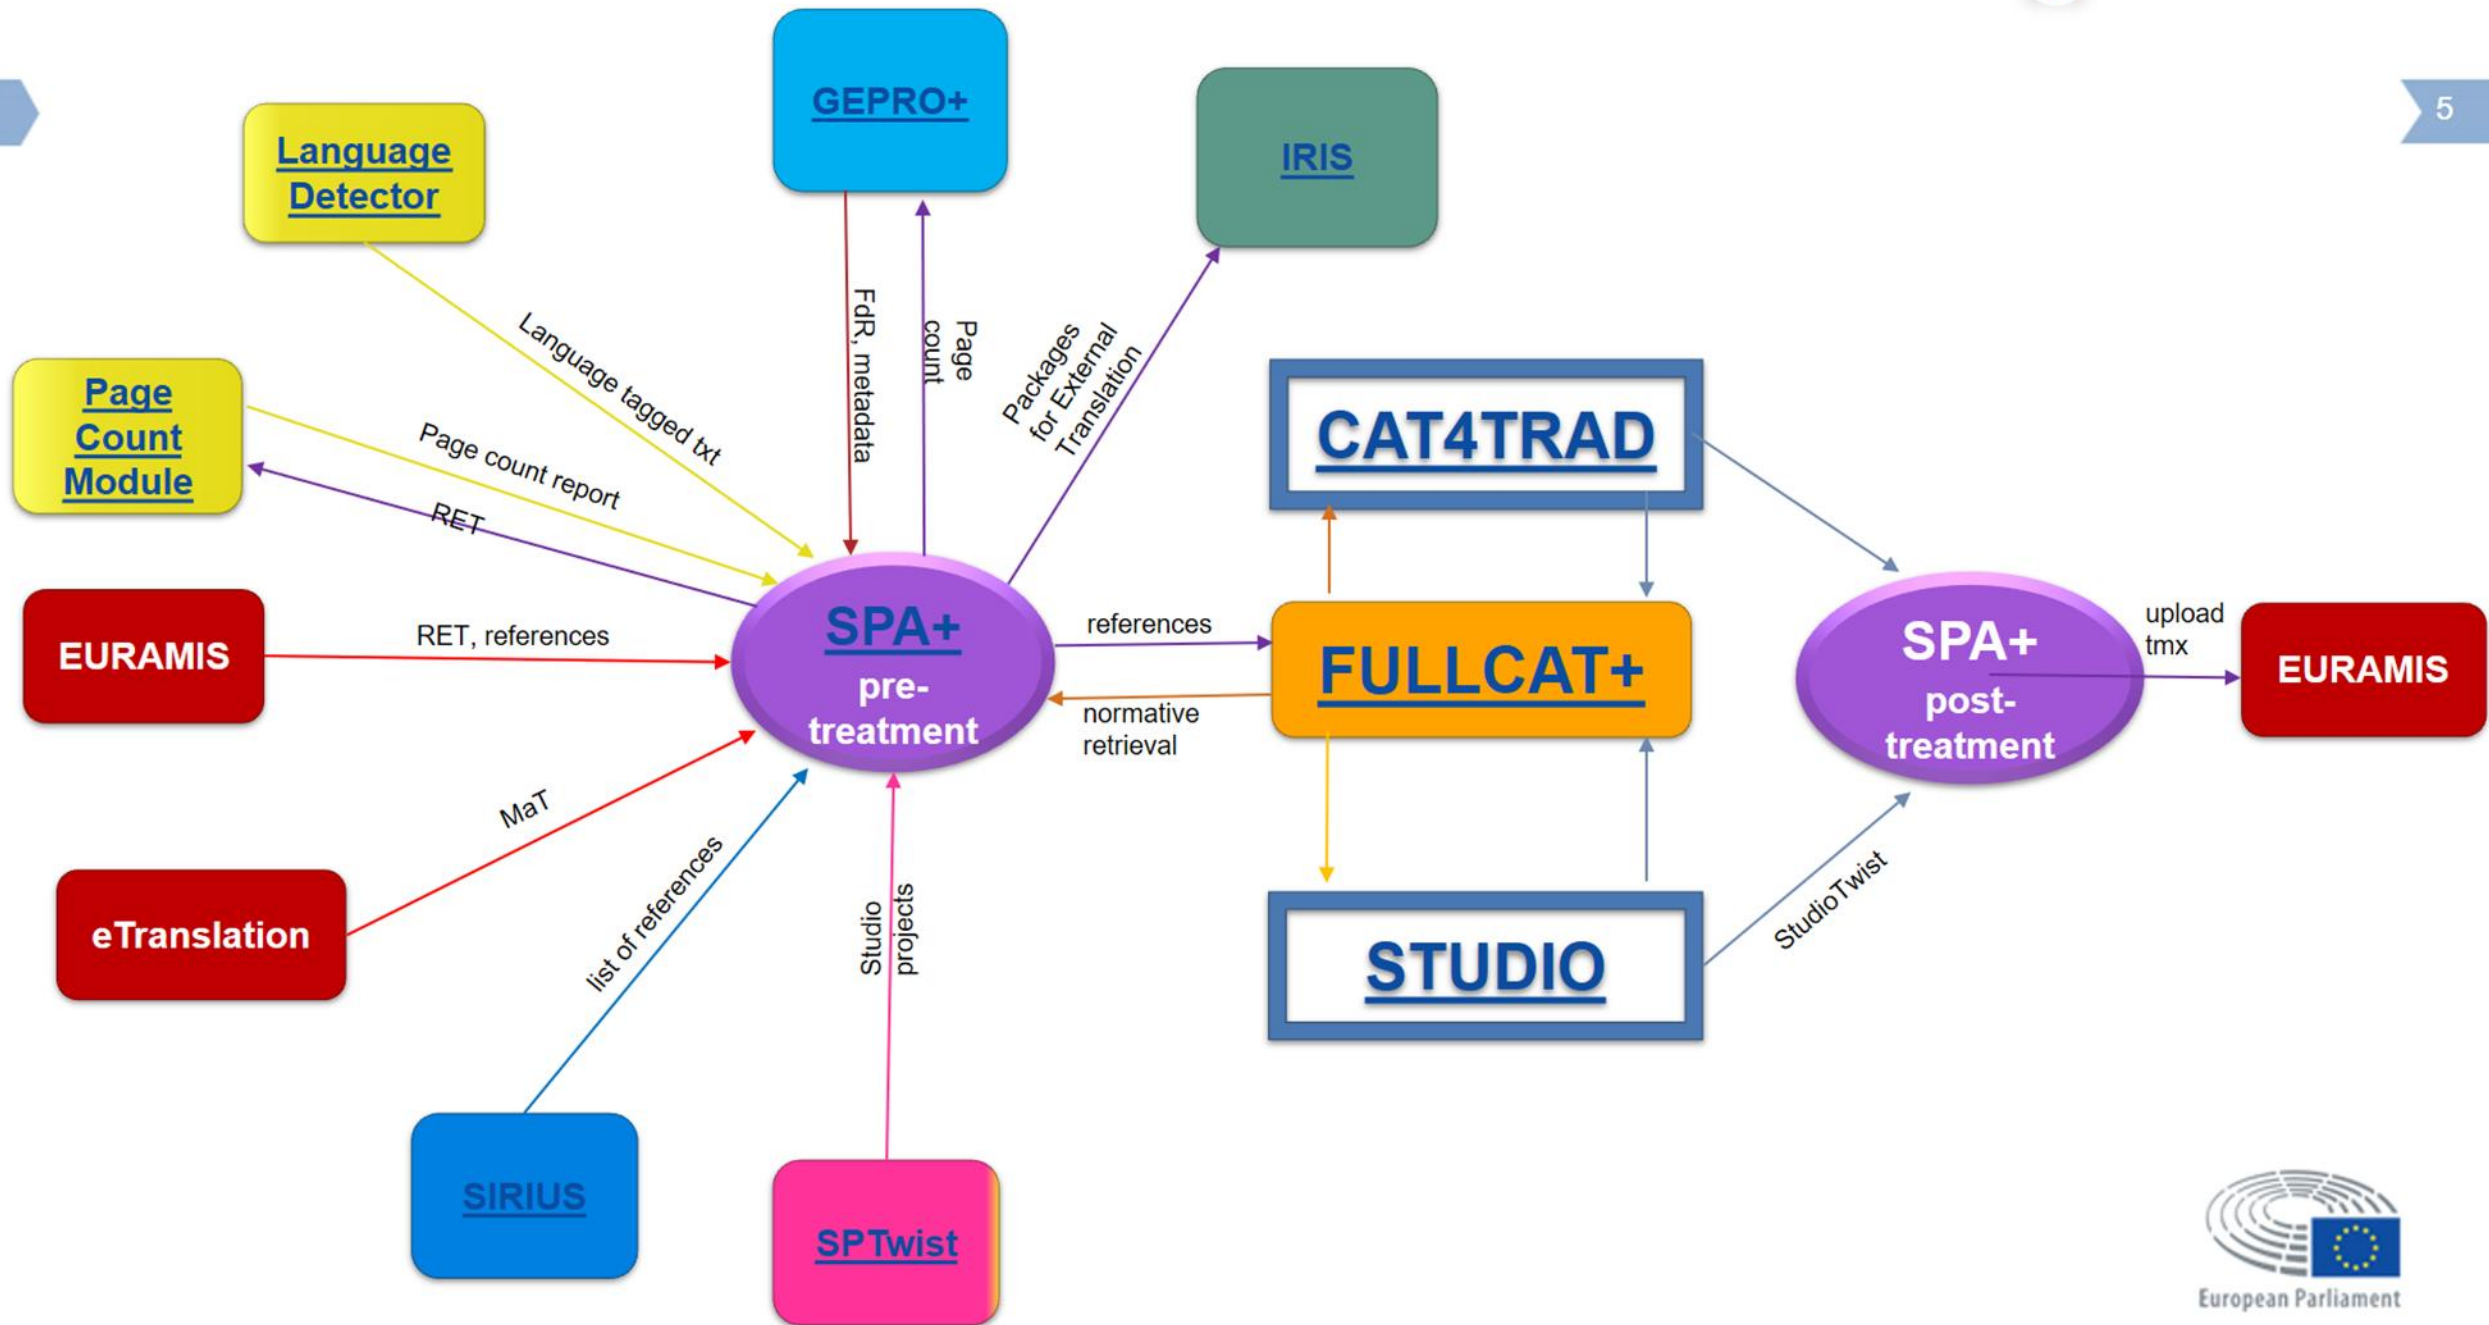 5
GEPRO+
IRIS
Language
Detector
FdR, metadata
Page
count
Packages
for External
Translation
Language tagged txt
Page
Count
Module
Page count report
RET
CAT4TRAD
EURAMIS
RET, references
SPA+
pre-
treatment
references
normative
retrieval
FULLCAT+
SPA+
post-
treatment
upload
tmx
EURAMIS
MaT
eTranslation
list of references
Studio
projects
STUDIO
StudioTwist
SIRIUS
SPTwist
European Parliament